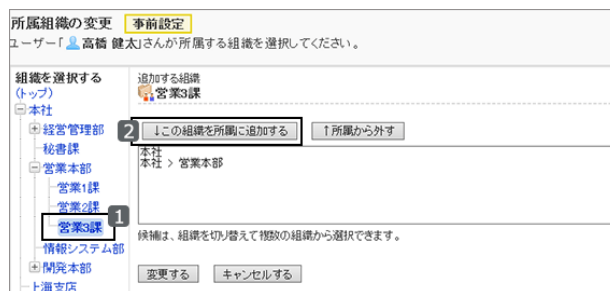 所属組織の変更 事前設定
ユーザー「高橋 健太」さんが所属する組織を選択してください。
組織を選択する
(トップ)
本社
経営管理部
秘書課
営業本部
営業1課
営業2課
営業3課
1
情報システム部
開発本部
上海支店
追加する組織
営業3課
2
↓この組織を所属に追加する
↑所属から外す
本社
本社 > 営業本部
候補は、組織を切り替えて複数の組織から選択できます。
変更する
キャンセルする